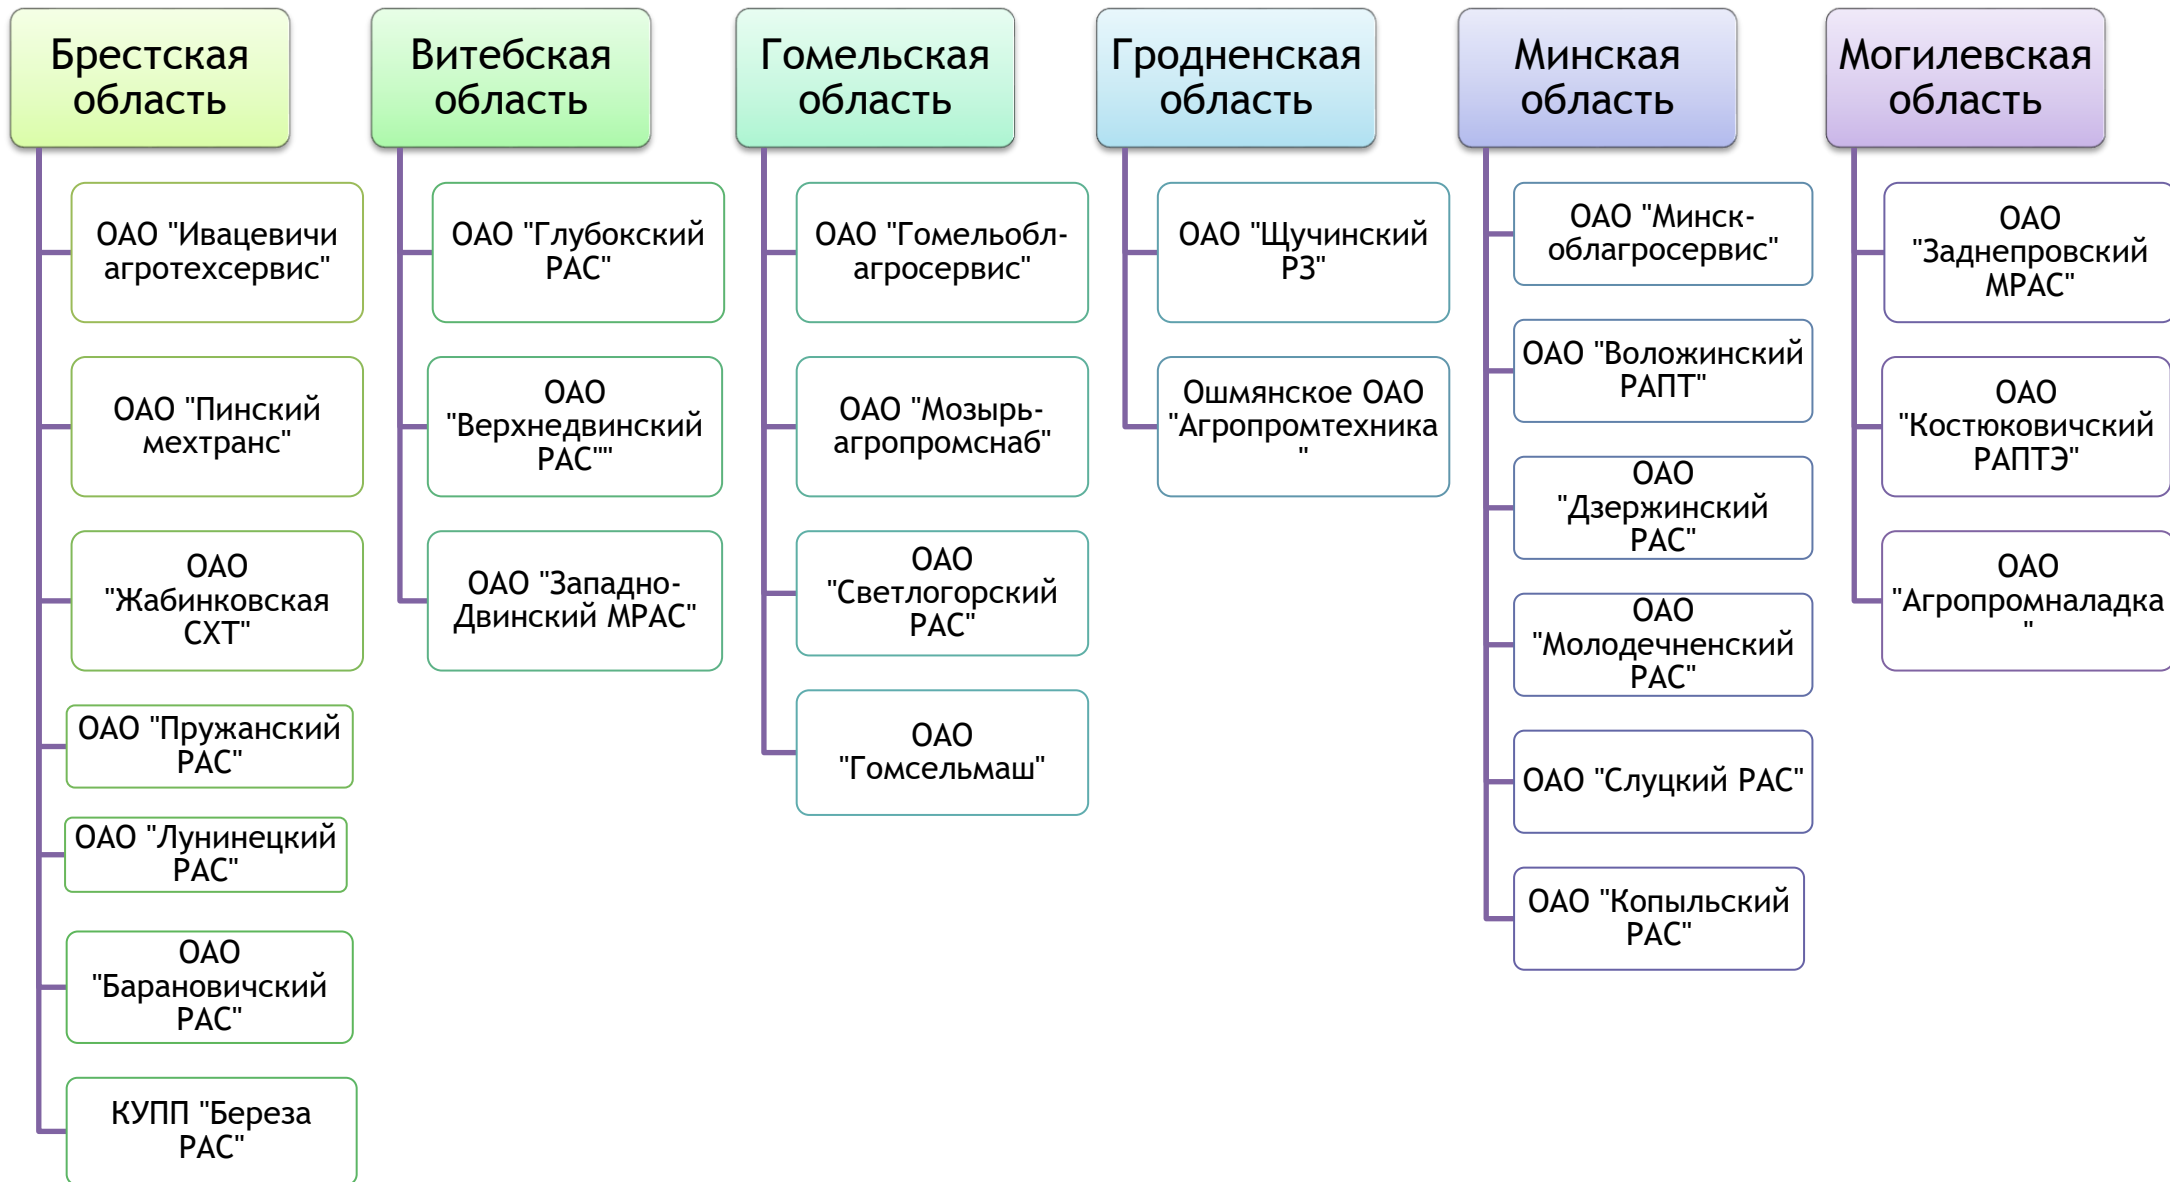 Брестская
область
ОАО "Ивацевичи
агротехсервис"
ОАО "Пинский
мехтранс"
ОАО
"Жабинковская
СХТ"
ОАО "Пружанский
РАС"
ОАО "Лунинецкий
РАС"
ОАО
"Барановичский
РАС"
КУПП "Береза
РАС"
Витебская
область
ОАО "Глубокский
РАС"
ОАО
"Верхнедвинский
РАС""
ОАО "Западно-
Двинский МРАС"
Гомельская
область
ОАО "Гомельобл-
агросервис"
ОАО "Мозырь-
агропромснаб"
ОАО
"Светлогорский
РАС"
ОАО
"Гомсельмаш"
Гродненская
область
ОАО "Щучинский
РЗ"
Ошмянское ОАО
"Агропромтехника
"
Минская
область
ОАО "Минск-
облагросервис"
ОАО "Воложинский
РАПТ"
ОАО
"Дзержинский
РАС"
ОАО
"Молодечненский
РАС"
ОАО "Слуцкий РАС"
ОАО "Копыльский
РАС"
Могилевская
область
ОАО
"Заднепровский
МРАС"
ОАО
"Костюковичский
РАПТЭ"
ОАО
"Агропромналадка
"